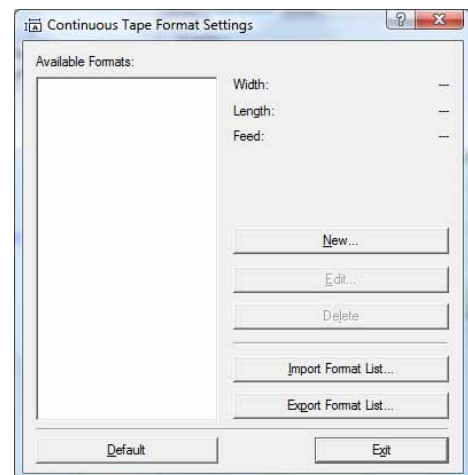 Continuous Tape Format Settings
Available Formats:
Width: ---
Length: ---
Feed: ---
New...
Edit...
Delete
Import Format List...
Export Format List...
Default
Exit